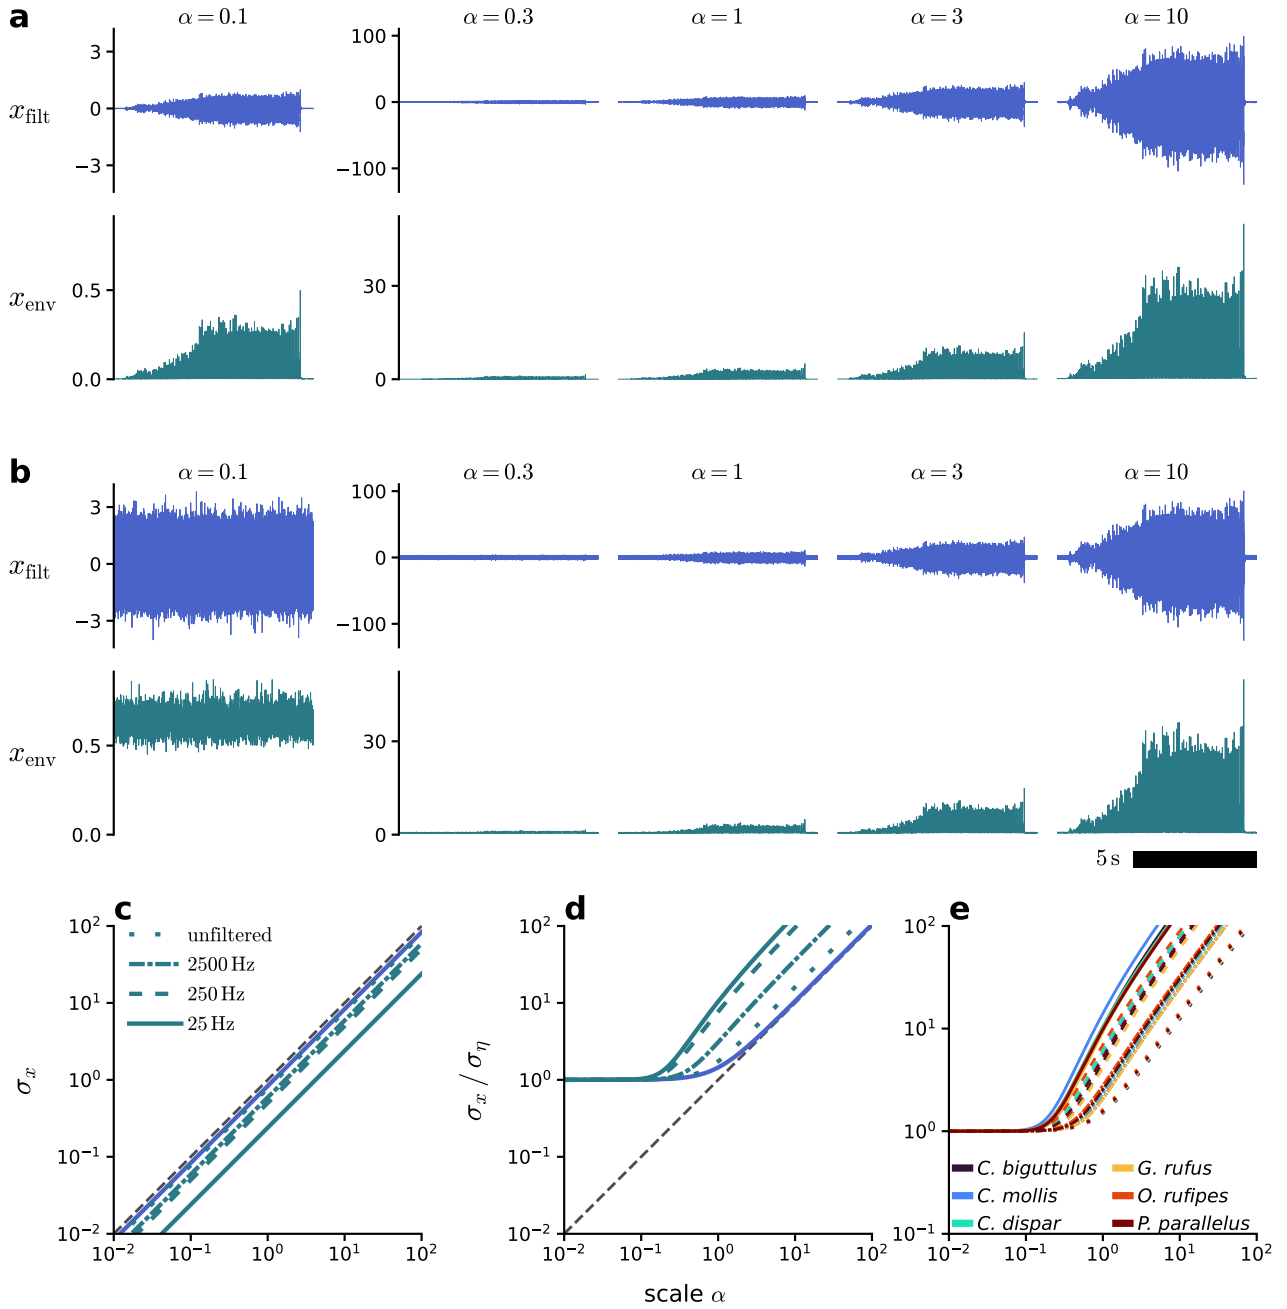 a
α = 0.1
α = 0.3
α = 1
α = 3
α = 10
x_filt
3
0
−3
100
0
−100
x_env
0.5
0.0
30
0
b
α = 0.1
α = 0.3
α = 1
α = 3
α = 10
x_filt
3
0
−3
100
0
−100
x_env
0.5
0.0
30
0
5 s
c
unfiltered
2500 Hz
250 Hz
25 Hz
σ_x
10^2
10^1
10^0
10^−1
10^−2
10^−2 10^−1 10^0 10^1 10^2
d
σ_x / σ_η
10^2
10^1
10^0
10^−1
10^−2
10^−2 10^−1 10^0 10^1 10^2
scale α
e
10^2
10^1
10^0
10^−1
C. biguttulus
C. mollis
C. dispar
G. rufus
O. rufipes
P. parallelus
10^−2 10^−1 10^0 10^1 10^2